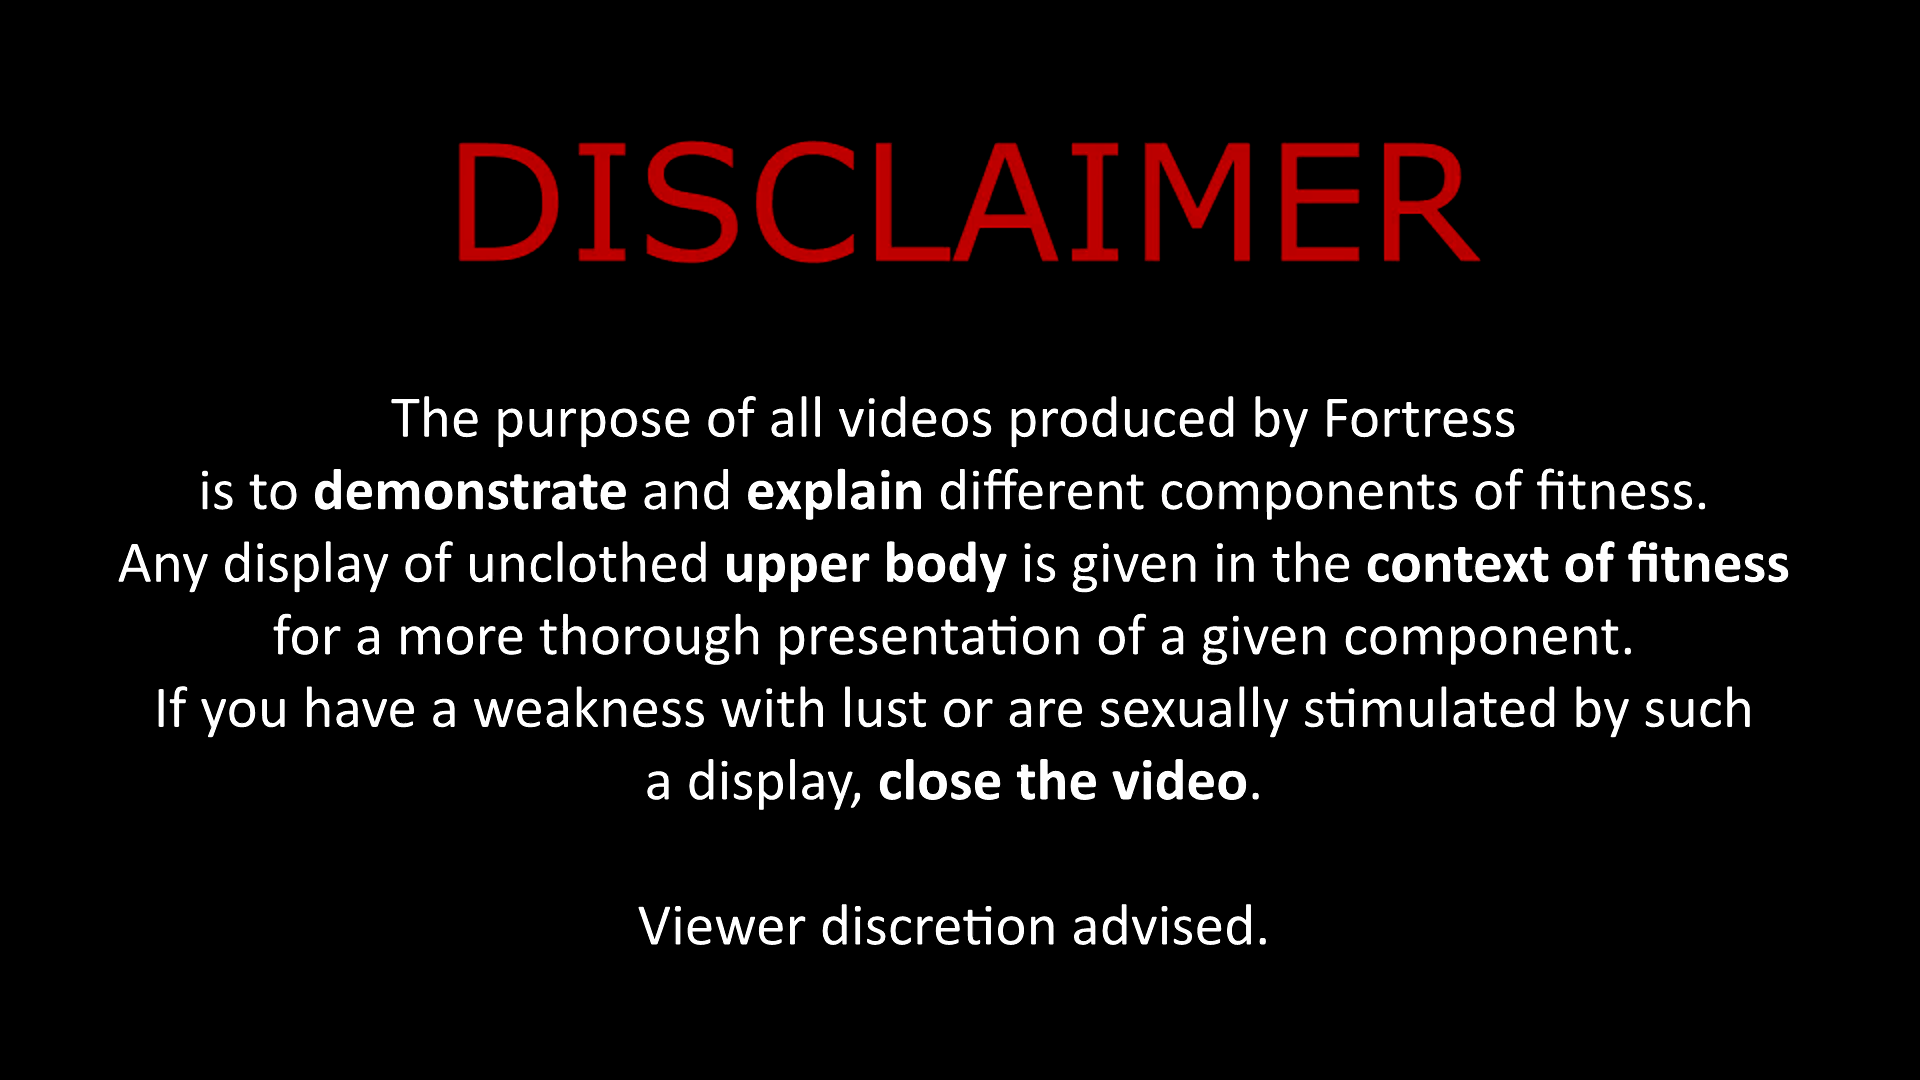 DISCLAIMER
The purpose of all videos produced by Fortress
is to demonstrate and explain different components of fitness.
Any display of unclothed upper body is given in the context of fitness
for a more thorough presentation of a given component.
If you have a weakness with lust or are sexually stimulated by such
a display, close the video.
Viewer discretion advised.